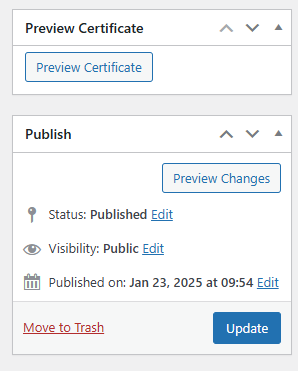 Preview Certificate
Preview Certificate
Publish
Preview Changes
Status: Published Edit
Visibility: Public Edit
Published on: Jan 23, 2025 at 09:54 Edit
Move to Trash
Update